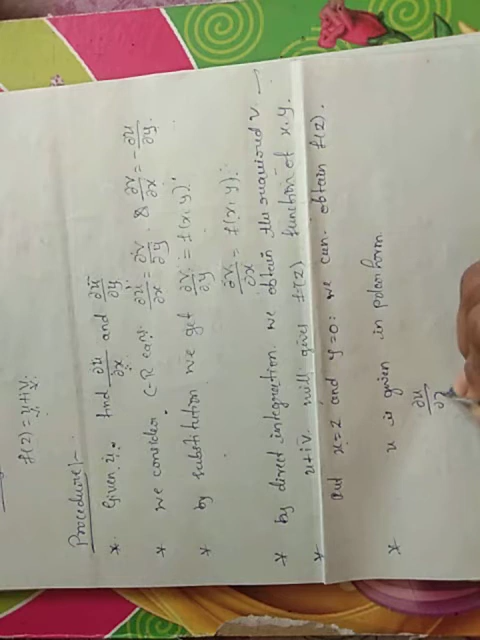 f(z) = u+iv.
Procedure:-
* Given u, find ∂u/∂x and ∂u/∂y
* we consider C-R eqns. ∂u/∂x = ∂v/∂y. & ∂v/∂x = -∂u/∂y.
* by substitution we get ∂v/∂y = f(x, y)
∂v/∂x = f(x, y).
* by direct integration we obtain the required v.
* u+iv will give f(z) function of x, y.
put x=z and y=0: we can obtain f(z).
* u is given in polar form
∂u/∂r